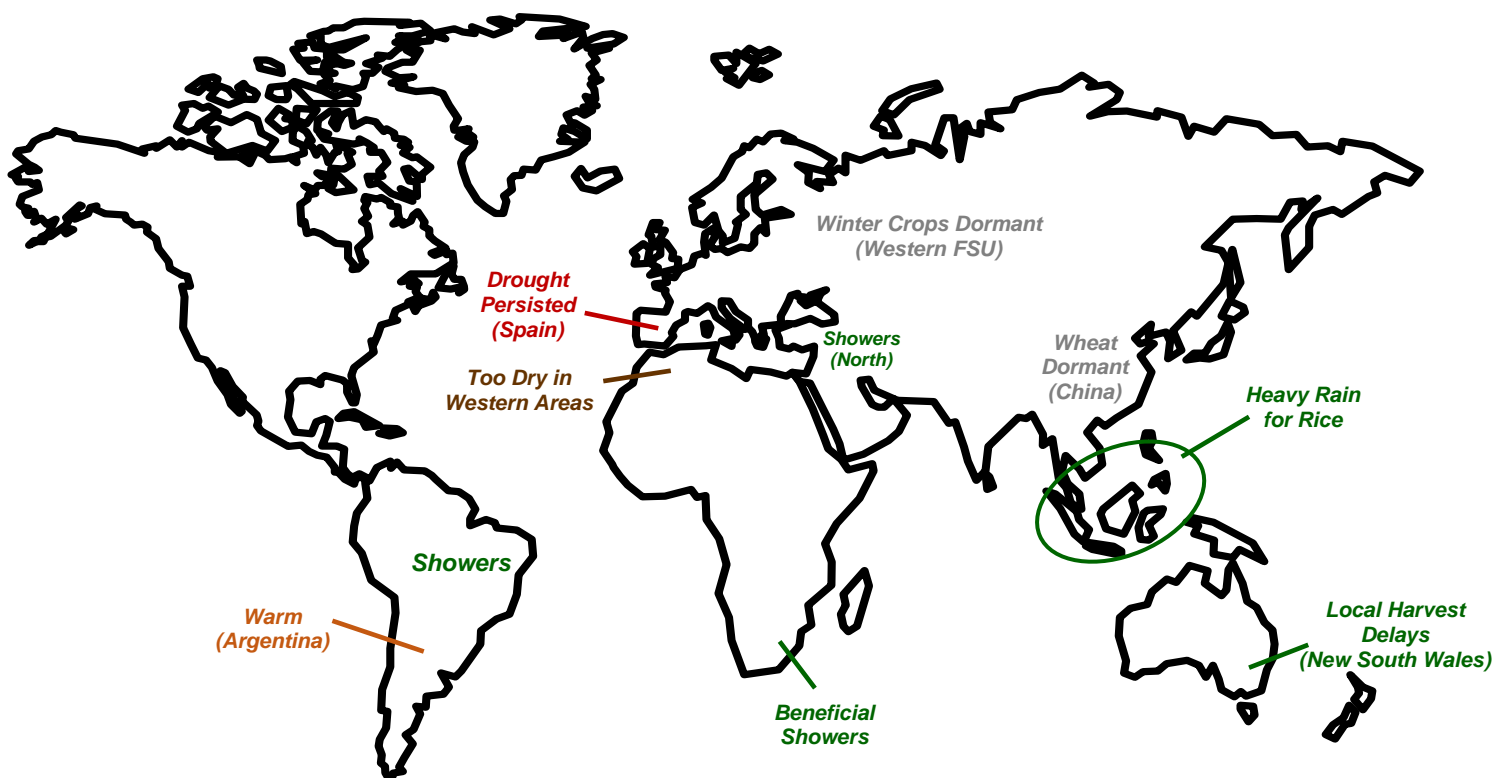 Winter Crops Dormant
(Western FSU)
Drought
Persisted
(Spain)
Showers
(North)
Wheat
Dormant
(China)
Too Dry in
Western Areas
Heavy Rain
for Rice
Showers
Warm
(Argentina)
Local Harvest
Delays
(New South Wales)
Beneficial
Showers